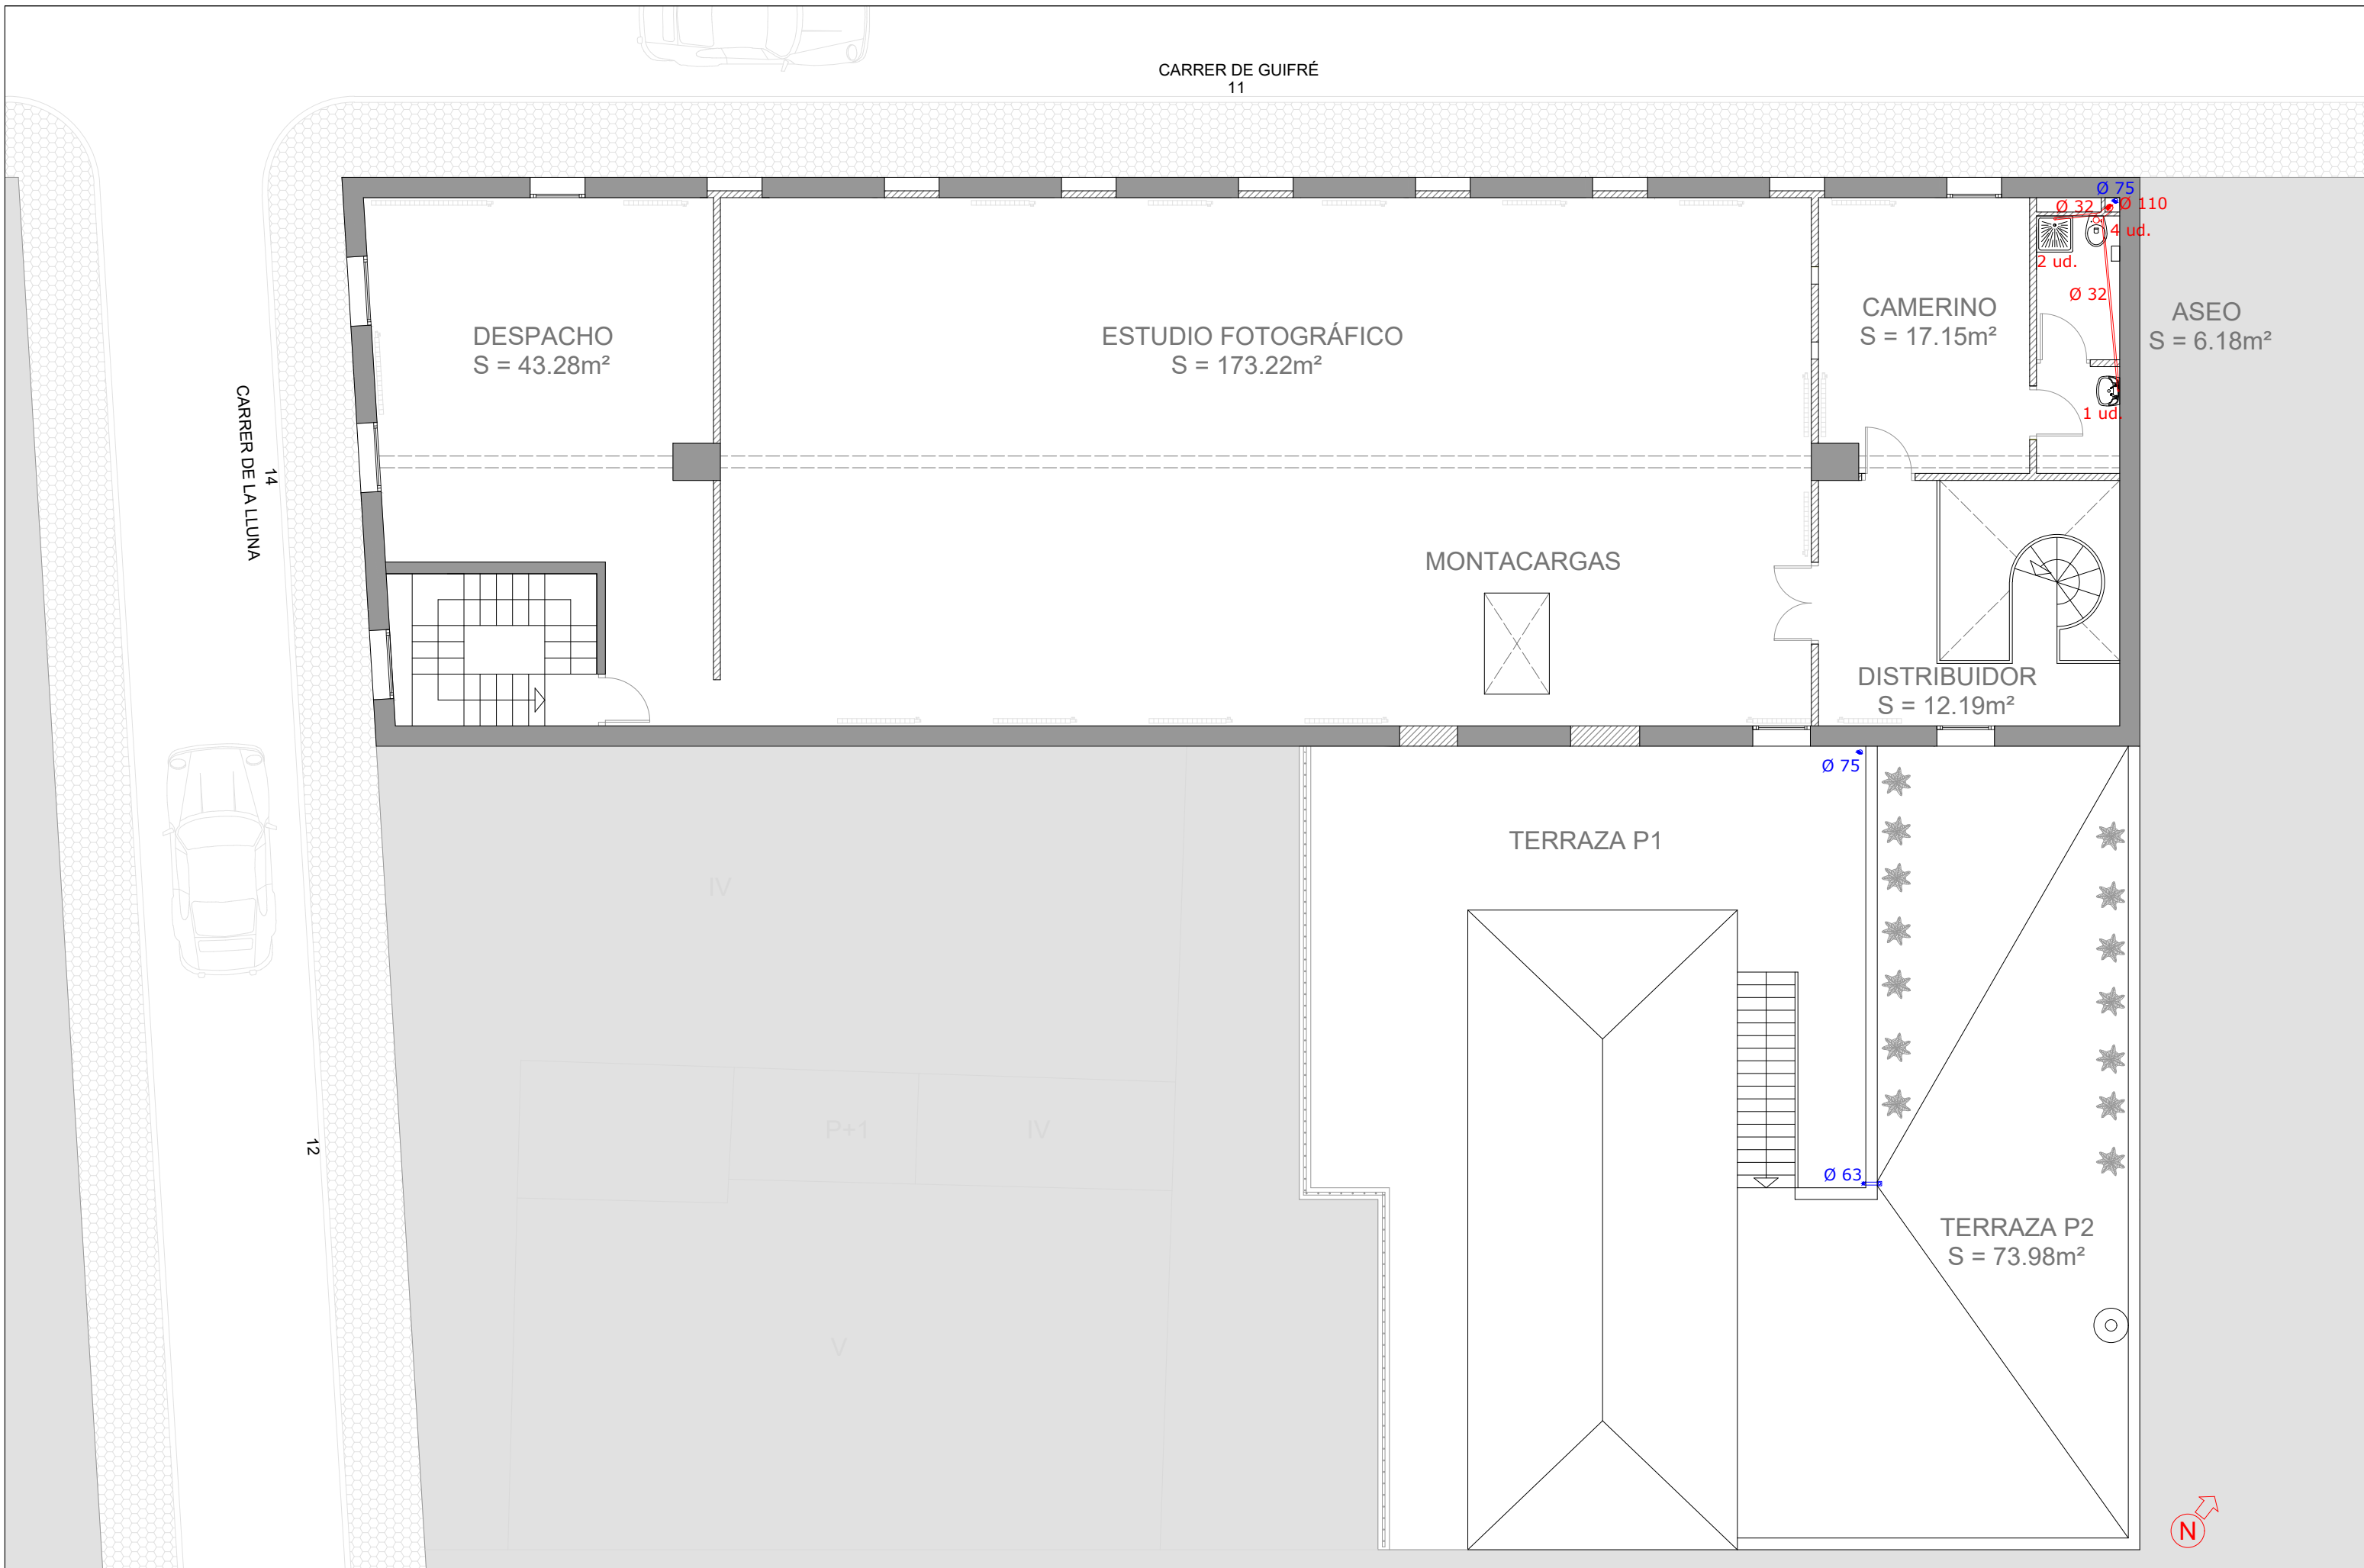 CARRER DE GUIFRÉ
11
Ø 75
Ø 32
Ø 110
4 ud.
2 ud.
Ø 32
1 ud.
DESPACHO
S = 43.28m²
ESTUDIO FOTOGRÁFICO
S = 173.22m²
CAMERINO
S = 17.15m²
ASEO
S = 6.18m²
14
CARRER DE LA LLUNA
MONTACARGAS
DISTRIBUIDOR
S = 12.19m²
Ø 75
TERRAZA P1
IV
P+1
IV
12
Ø 63
TERRAZA P2
S = 73.98m²
V
N